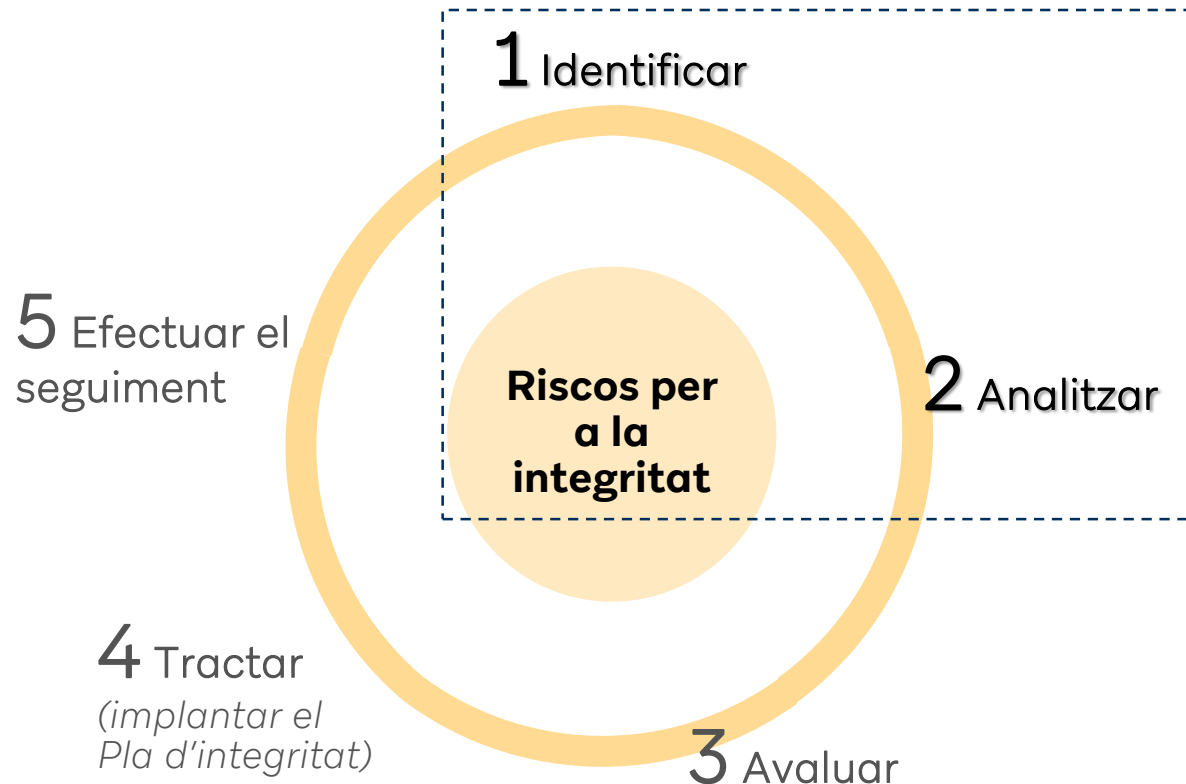 1 Identificar
2 Analitzar
3 Avaluar
4 Tractar
(implantar el
Pla d'integritat)
5 Efectuar el
seguiment
Riscos per
a la
integritat